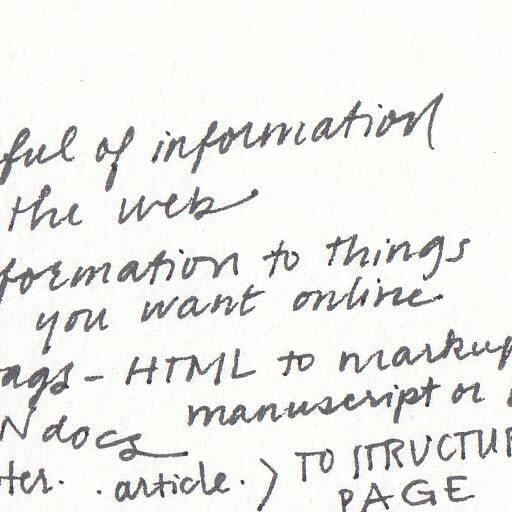 ful of information
the web
formation to things
you want online.
ags - HTML to markup
manuscript or
N docs
ter. . article. > TO STRUCTUR
PAGE